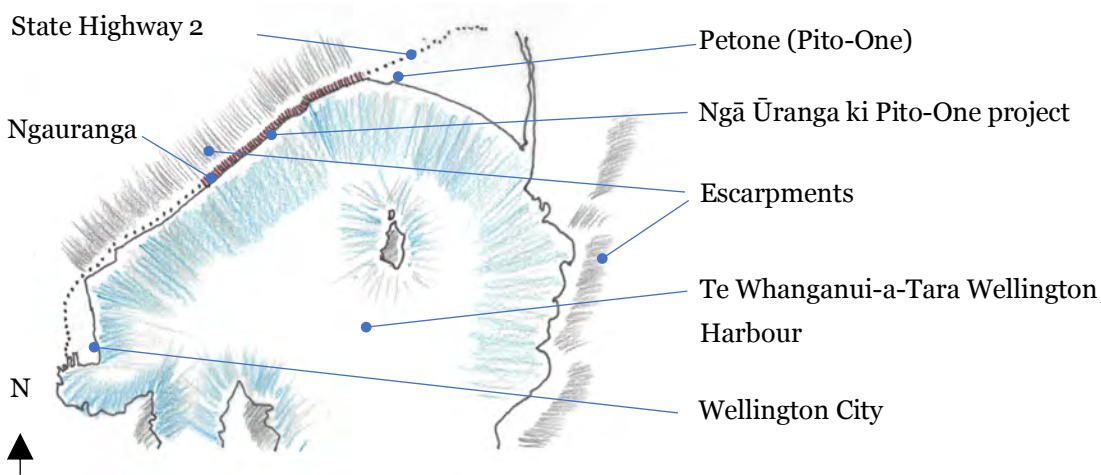 State Highway 2
Petone (Pito-One)
Ngā Ūranga ki Pito-One project
Ngauranga
Escarpments
Te Whanganui-a-Tara Wellington
Harbour
N
Wellington City